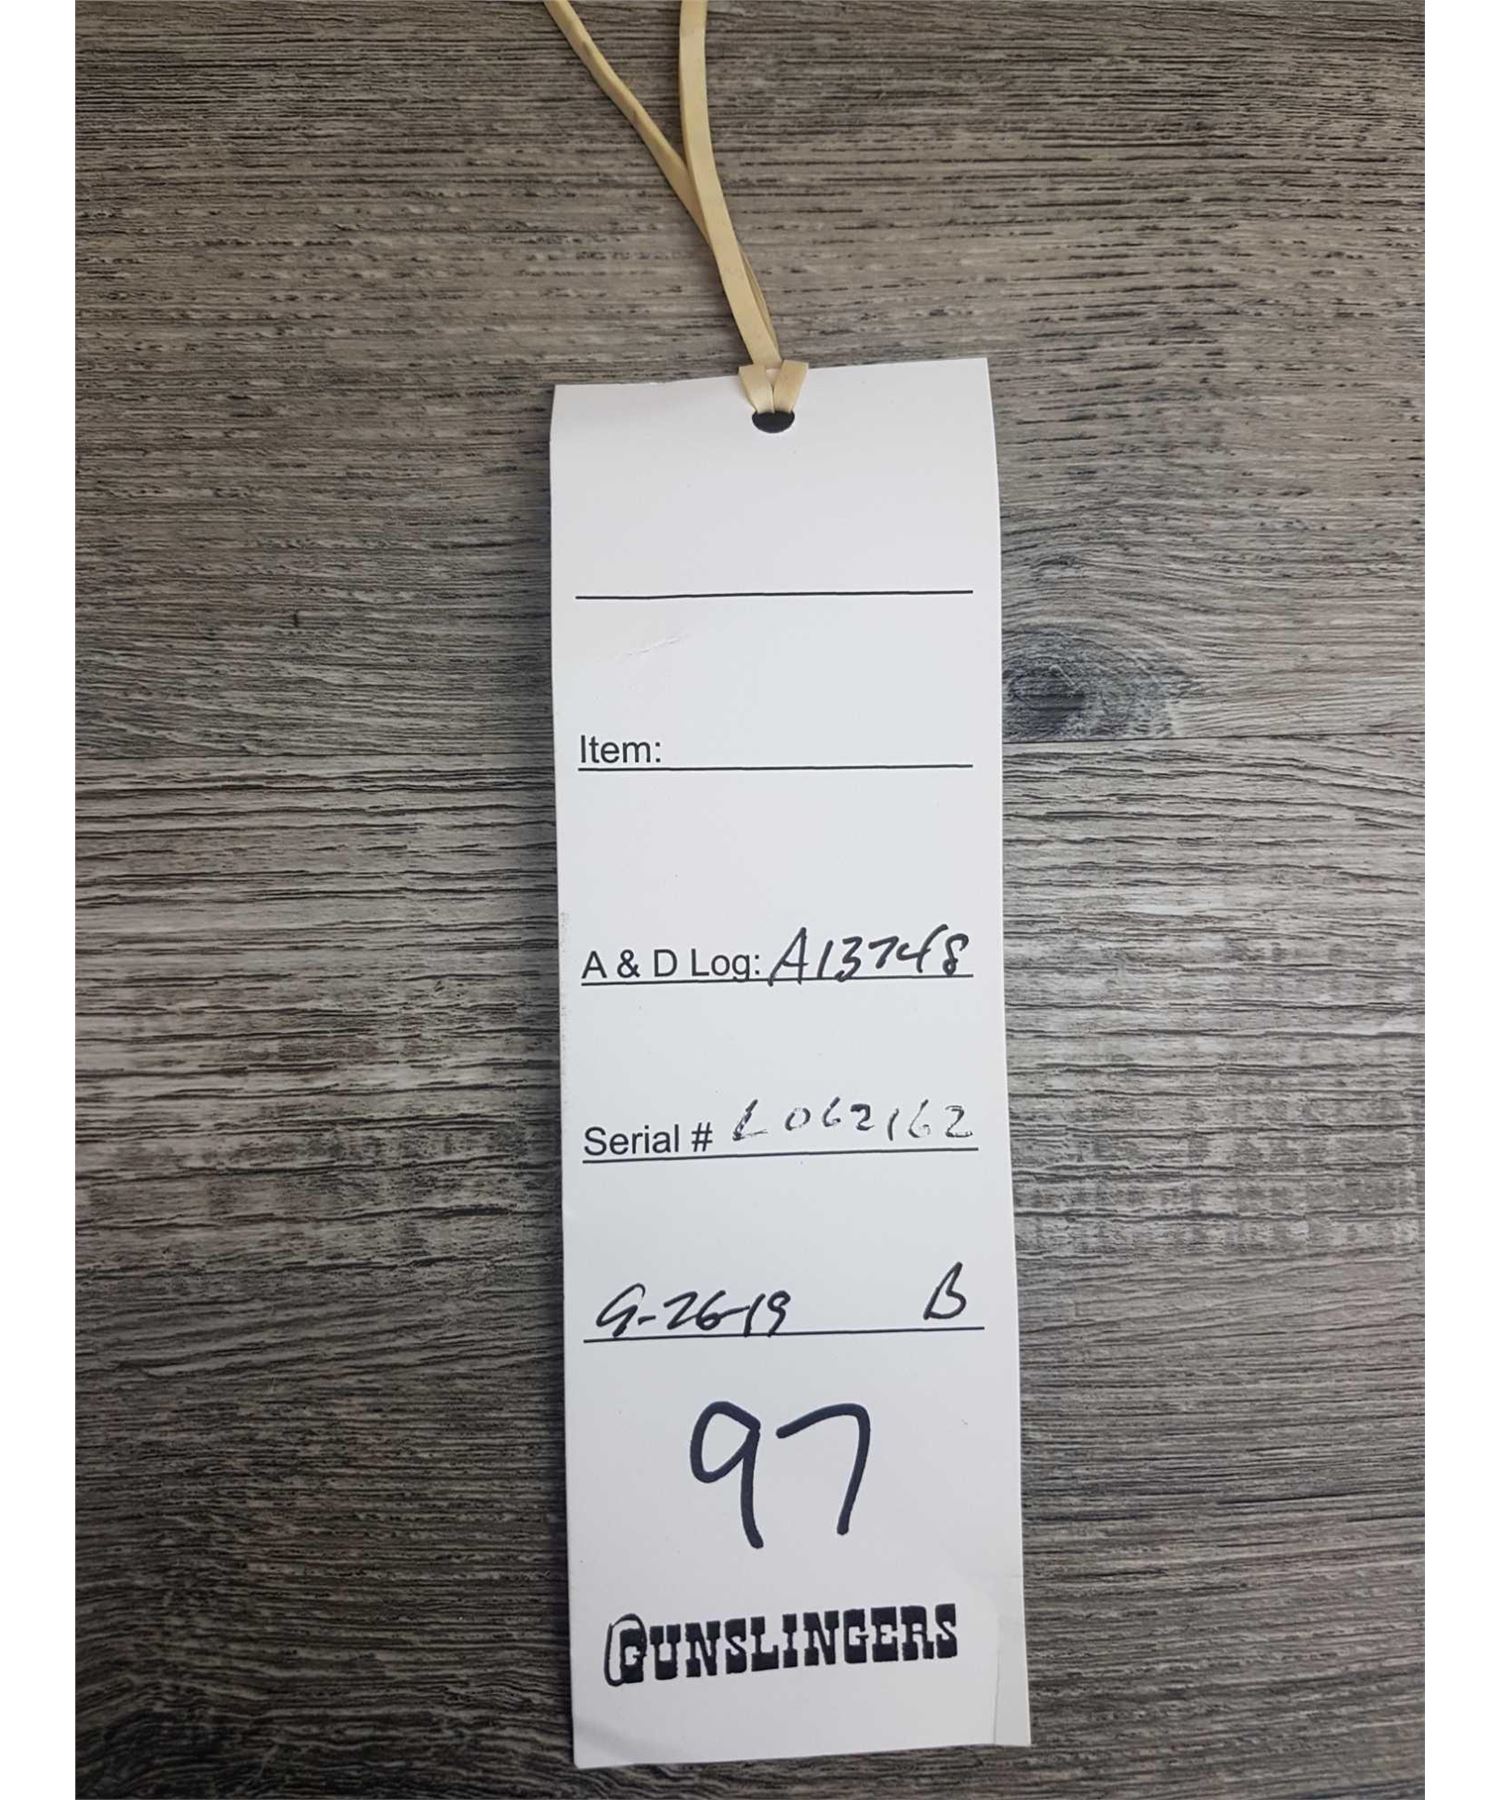 Item:
A & D Log: A13748
Serial # L062162
9-26-19 B
97
GUNSLINGERS